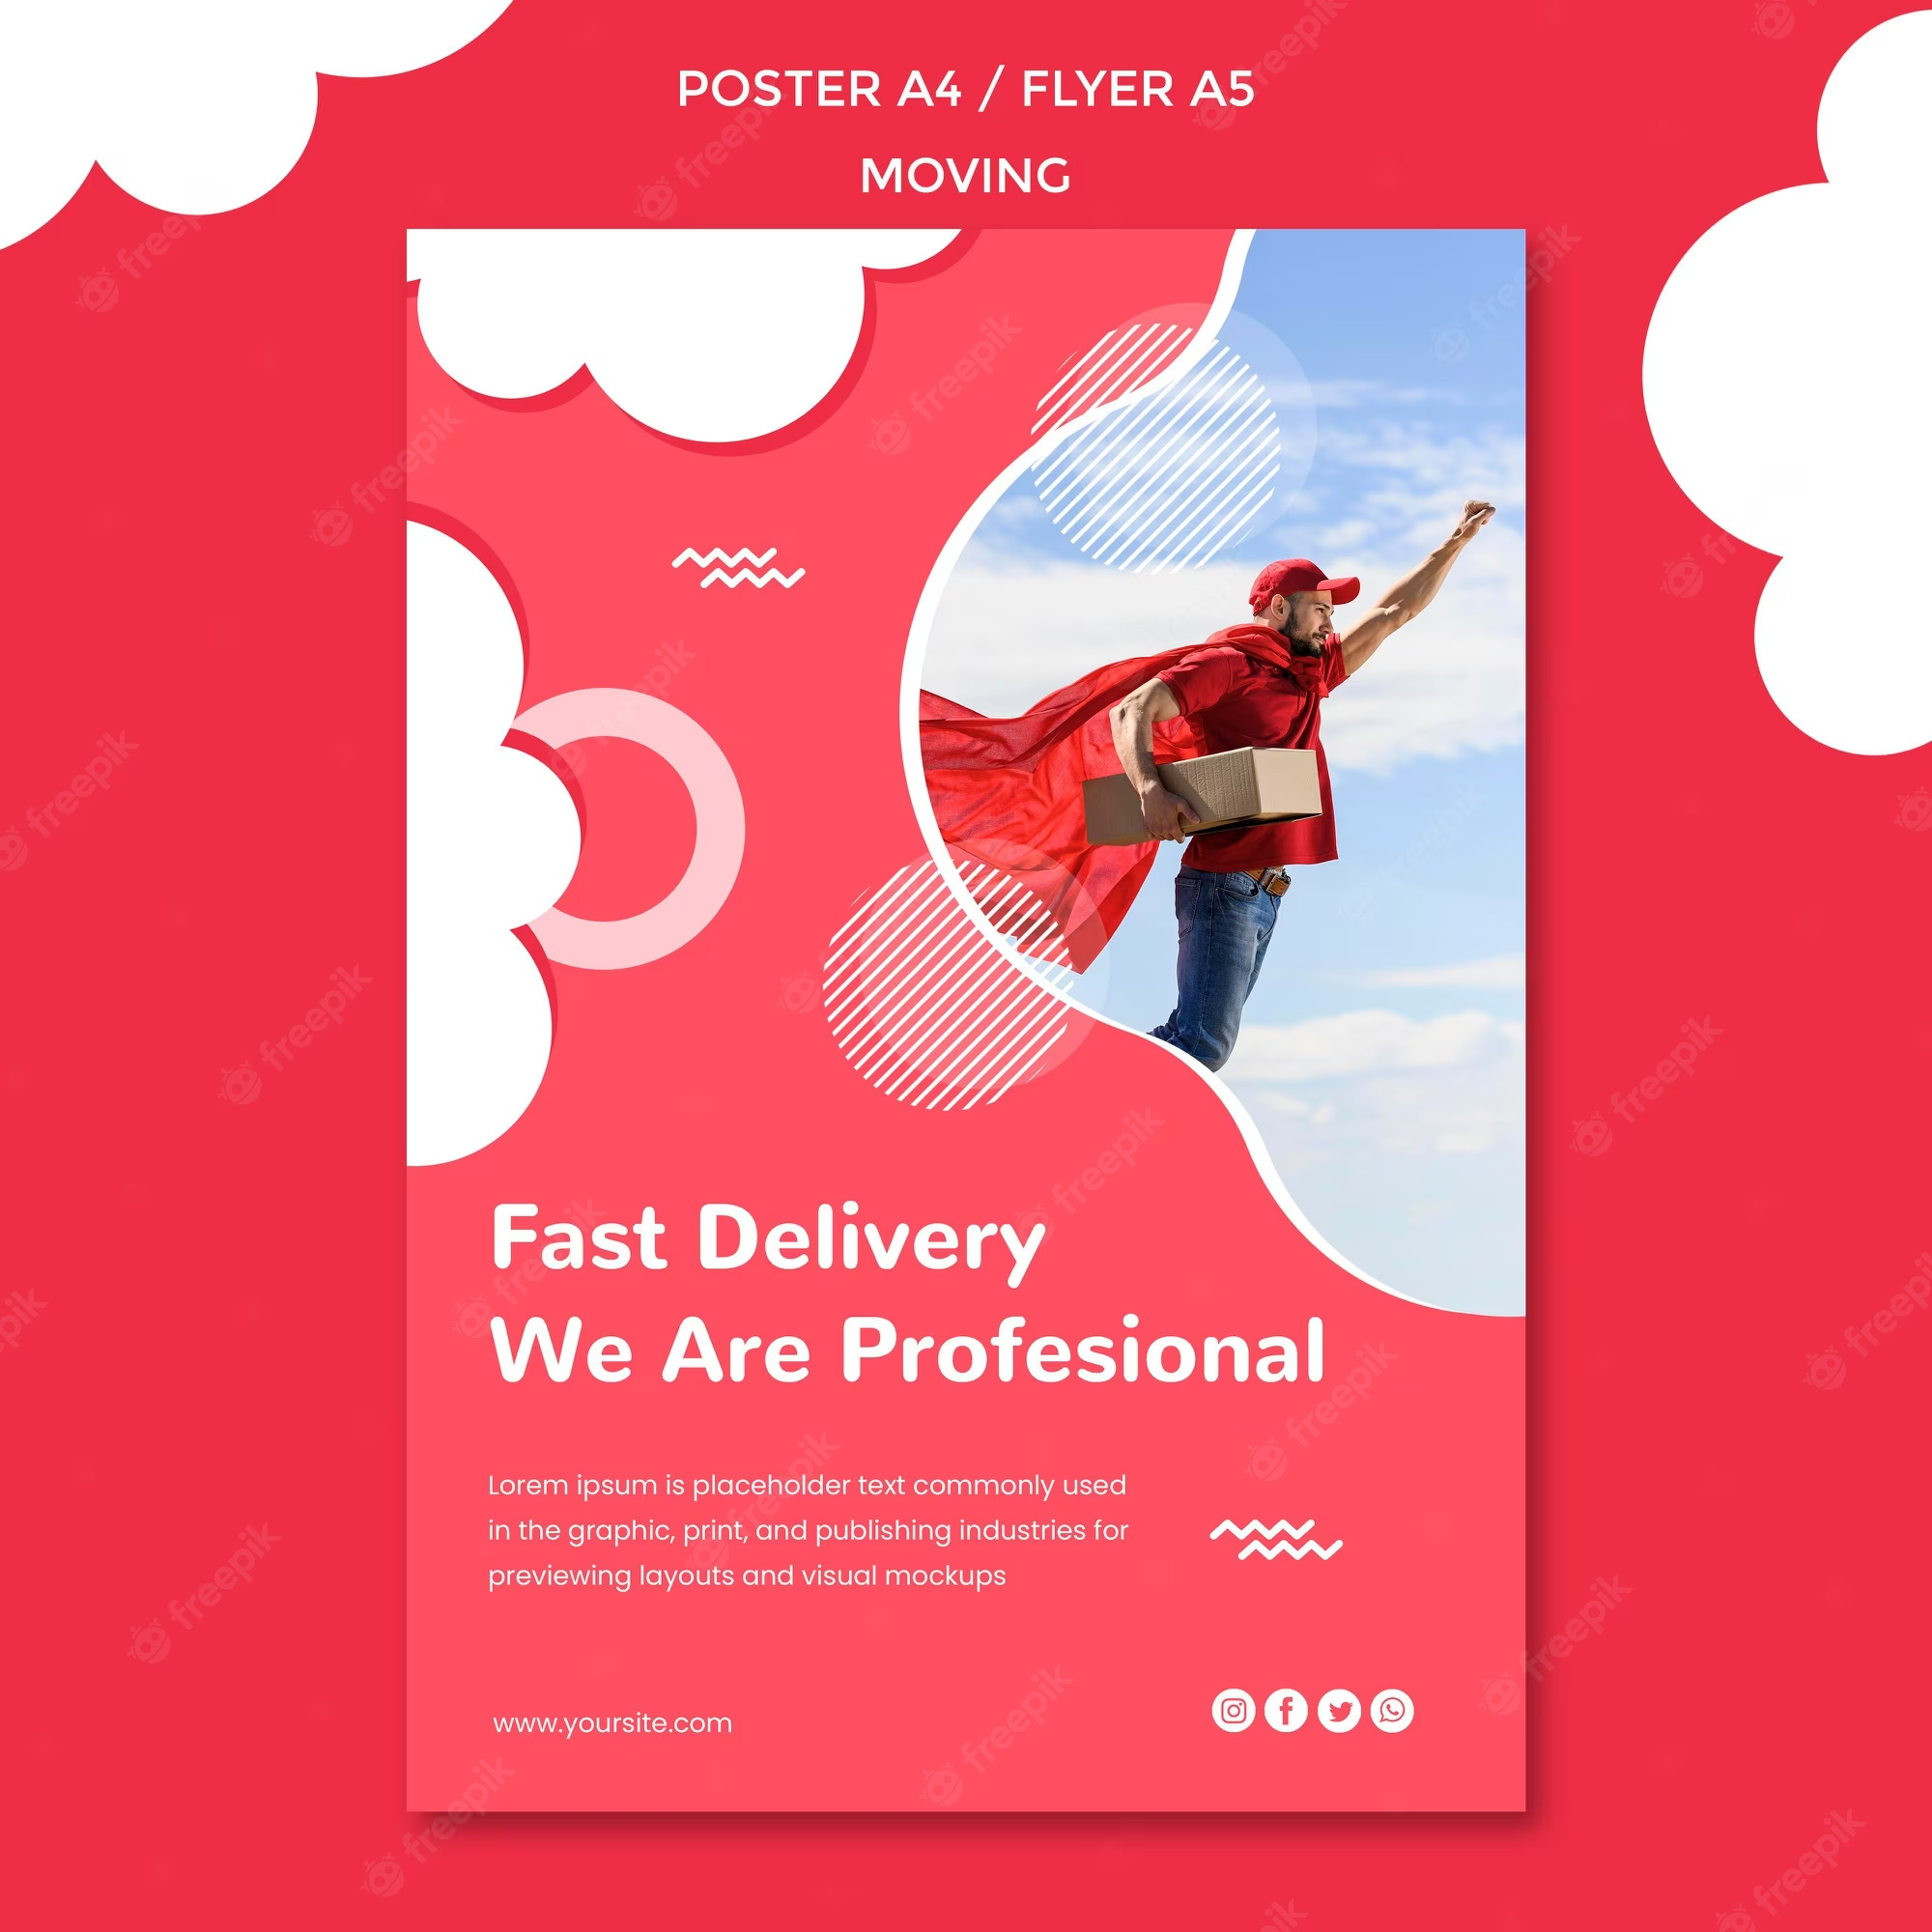 POSTER A4 / FLYER A5
MOVING
Fast Delivery
We Are Profesional
Lorem ipsum is placeholder text commonly used
in the graphic, print, and publishing industries for
previewing layouts and visual mockups
www.yoursite.com
freepik